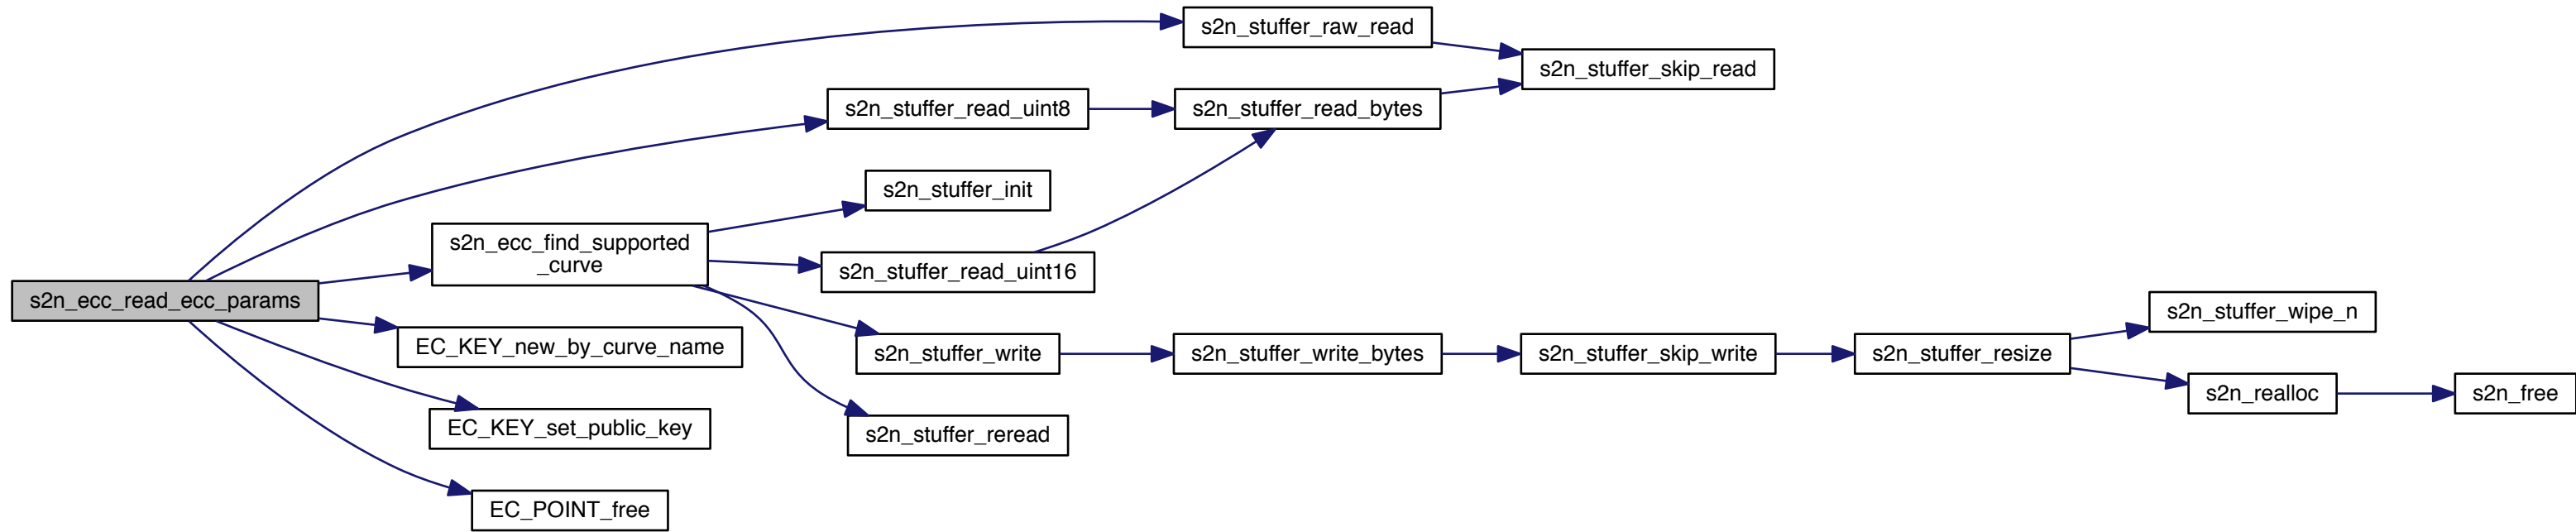 s2n_stuffer_raw_read
s2n_stuffer_skip_read
s2n_stuffer_read_uint8
s2n_stuffer_read_bytes
s2n_stuffer_init
s2n_ecc_find_supported
_curve
s2n_stuffer_read_uint16
s2n_ecc_read_ecc_params
s2n_stuffer_wipe_n
EC_KEY_new_by_curve_name
s2n_stuffer_write
s2n_stuffer_write_bytes
s2n_stuffer_skip_write
s2n_stuffer_resize
s2n_realloc
s2n_free
EC_KEY_set_public_key
s2n_stuffer_reread
EC_POINT_free